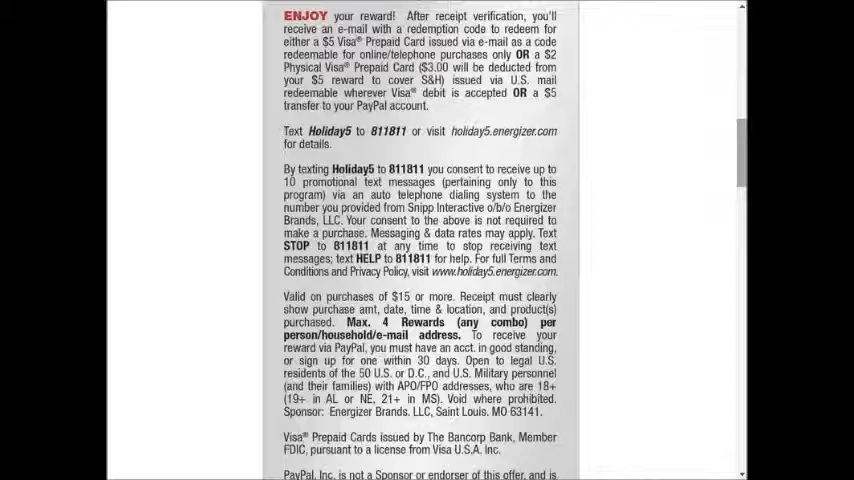 ENJOY your reward! After receipt verification, you'll
receive an e-mail with a redemption code to redeem for
either a $5 Visa® Prepaid Card issued via e-mail as a code
redeemable for online/telephone purchases only OR a $2
Physical Visa® Prepaid Card ($3.00 will be deducted from
your $5 reward to cover S&H) issued via U.S. mail
redeemable wherever Visa® debit is accepted OR a $5
transfer to your PayPal account.
Text Holiday5 to 811811 or visit holiday5.energizer.com
for details.
By texting Holiday5 to 811811 you consent to receive up to
10 promotional text messages (pertaining only to this
program) via an auto telephone dialing system to the
number you provided from Snipp Interactive o/b/o Energizer
Brands, LLC. Your consent to the above is not required to
make a purchase. Messaging & data rates may apply. Text
STOP to 811811 at any time to stop receiving text
messages; text HELP to 811811 for help. For full Terms and
Conditions and Privacy Policy, visit www.holiday5.energizer.com.
Valid on purchases of $15 or more. Receipt must clearly
show purchase amt, date, time & location, and product(s)
purchased. Max. 4 Rewards (any combo) per
person/household/e-mail address. To receive your
reward via PayPal, you must have an acct. in good standing,
or sign up for one within 30 days. Open to legal U.S.
residents of the 50 U.S. or D.C., and U.S. Military personnel
(and their families) with APO/FPO addresses, who are 18+
(19+ in AL or NE, 21+ in MS). Void where prohibited.
Sponsor: Energizer Brands. LLC, Saint Louis. MO 63141.
Visa® Prepaid Cards issued by The Bancorp Bank, Member
FDIC, pursuant to a license from Visa U.S.A. Inc.
PayPal, Inc. is not a Sponsor or endorser of this offer, and is